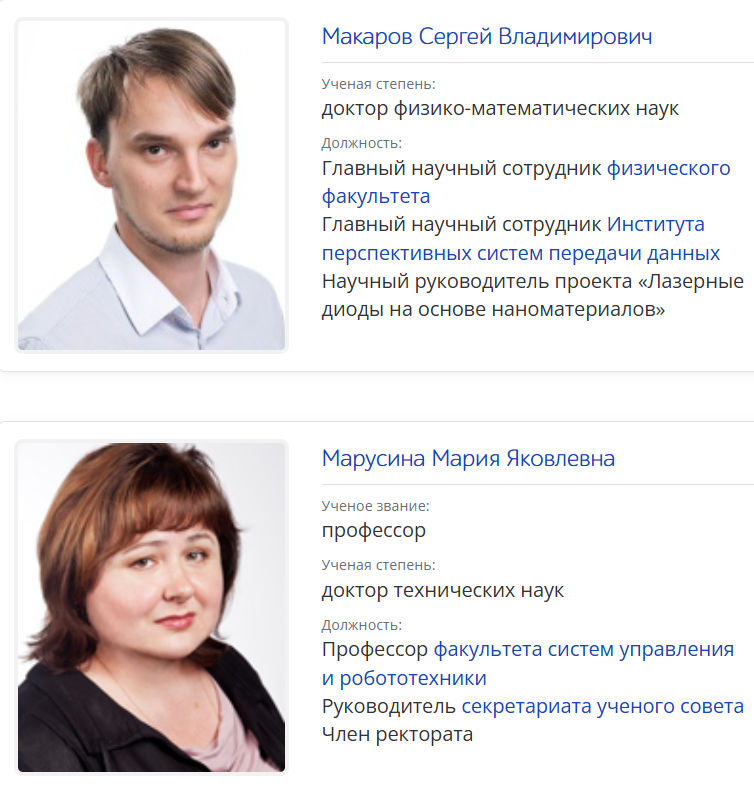 Макаров Сергей Владимирович
Ученая степень:
доктор физико-математических наук
Должность:
Главный научный сотрудник физического
факультета
Главный научный сотрудник Института
перспективных систем передачи данных
Научный руководитель проекта «Лазерные
диоды на основе наноматериалов»
Марусина Мария Яковлевна
Ученое звание:
профессор
Ученая степень:
доктор технических наук
Должность:
Профессор факультета систем управления
и робототехники
Руководитель секретариата ученого совета
Член ректората